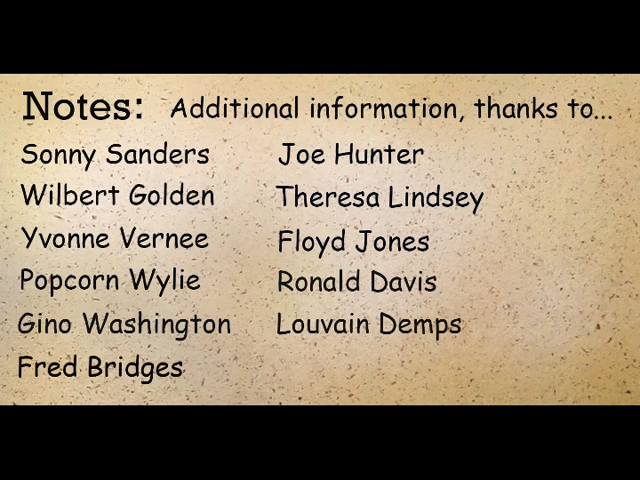 Notes: Additional information, thanks to...
Sonny Sanders
Wilbert Golden
Yvonne Vernee
Popcorn Wylie
Gino Washington
Fred Bridges
Joe Hunter
Theresa Lindsey
Floyd Jones
Ronald Davis
Louvain Demps